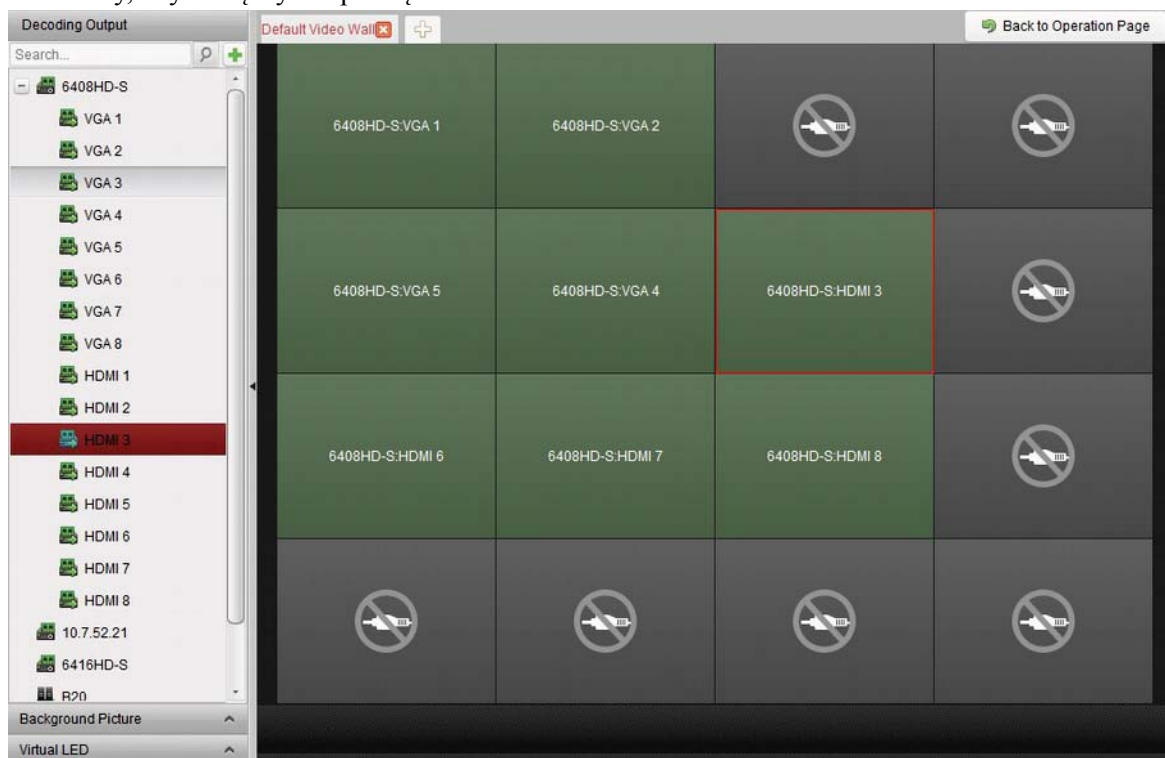 Decoding Output
Default Video Wall
Back to Operation Page
Search...
6408HD-S
VGA 1
VGA 2
VGA 3
VGA 4
VGA 5
VGA 6
VGA 7
VGA 8
HDMI 1
HDMI 2
HDMI 3
HDMI 4
HDMI 5
HDMI 6
HDMI 7
HDMI 8
10.7.52.21
6416HD-S
B20
Background Picture
Virtual LED
6408HD-S:VGA 1
6408HD-S:VGA 2
6408HD-S:VGA 5
6408HD-S:VGA 4
6408HD-S:HDMI 3
6408HD-S:HDMI 6
6408HD-S:HDMI 7
6408HD-S:HDMI 8